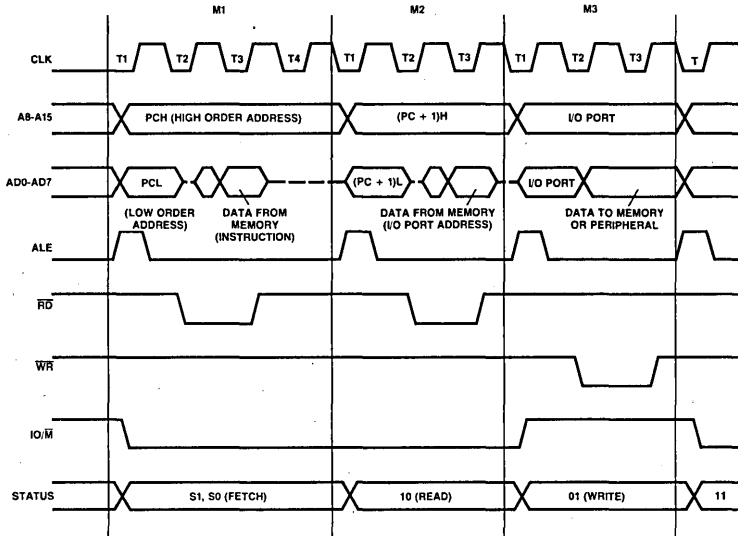 M1 M2 M3
CLK T1 T2 T3 T4 T1 T2 T3 T1 T2 T3 T
A8-A15 PCH (HIGH ORDER ADDRESS) (PC + 1)H I/O PORT
AD0-AD7 PCL (PC + 1)L I/O PORT
(LOW ORDER ADDRESS)
DATA FROM MEMORY (INSTRUCTION)
DATA FROM MEMORY (I/O PORT ADDRESS)
DATA TO MEMORY OR PERIPHERAL
ALE
R̅D̅
W̅R̅
IO/M̅
STATUS S1, S0 (FETCH) 10 (READ) 01 (WRITE) 11